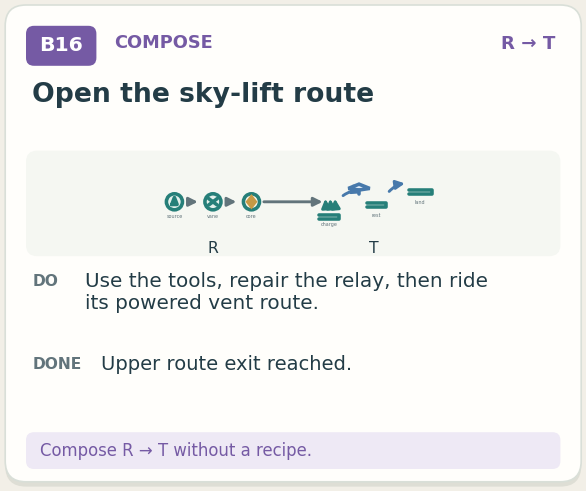 B16 COMPOSE R → T
Open the sky-lift route
source vane core charge rest land
R T
DO Use the tools, repair the relay, then ride
its powered vent route.
DONE Upper route exit reached.
Compose R → T without a recipe.